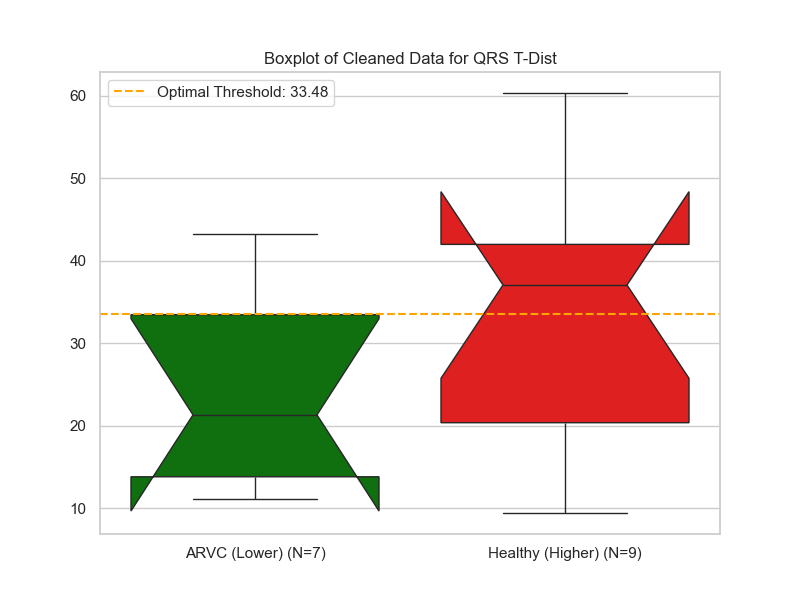 Boxplot of Cleaned Data for QRS T-Dist
Optimal Threshold: 33.48
60
50
40
30
20
10
ARVC (Lower) (N=7)
Healthy (Higher) (N=9)